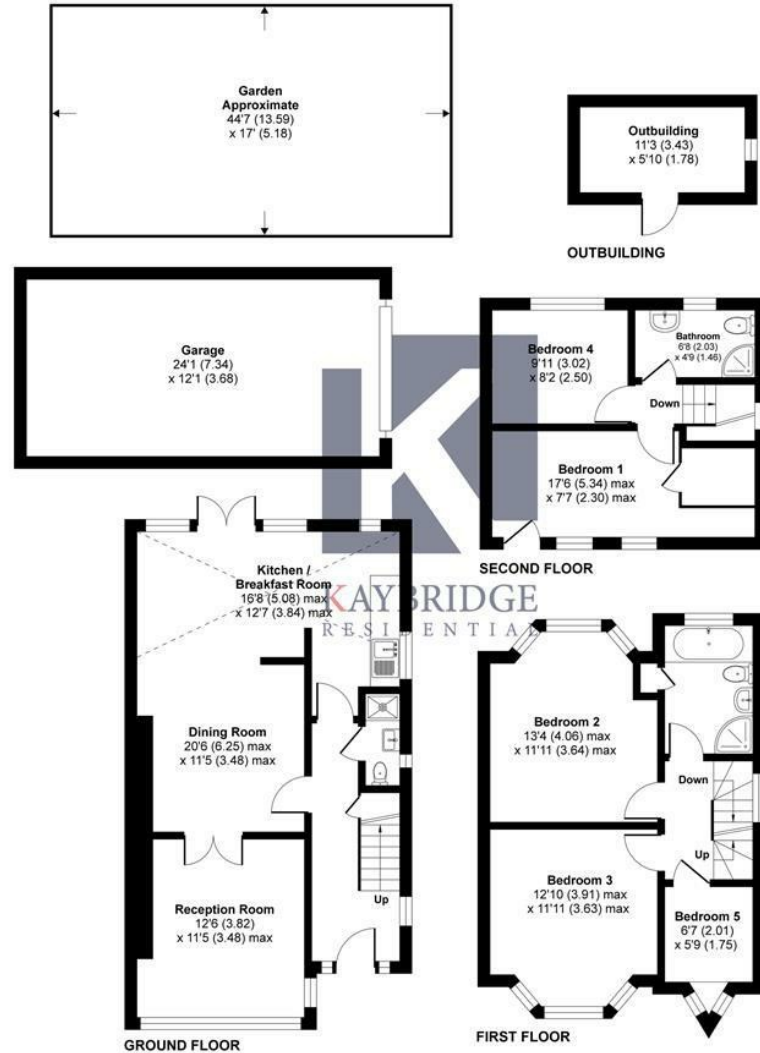 Garden
Approximate
44'7 (13.59)
x 17' (5.18)
Outbuilding
11'3 (3.43)
x 5'10 (1.78)
OUTBUILDING
Garage
24'1 (7.34)
x 12'1 (3.68)
Bedroom 4
9'11 (3.02)
x 8'2 (2.50)
Bathroom
6'8 (2.03)
x 4'9 (1.46)
Down
Bedroom 1
17'6 (5.34) max
x 7'7 (2.30) max
SECOND FLOOR
Kitchen /
Breakfast Room
16'8 (5.08) max
x 12'7 (3.84) max
KAYBRIDGE
RESIDENTIAL
Dining Room
20'6 (6.25) max
x 11'5 (3.48) max
Reception Room
12'6 (3.82)
x 11'5 (3.48) max
Up
GROUND FLOOR
Bedroom 2
13'4 (4.06) max
x 11'11 (3.64) max
Down
Up
Bedroom 3
12'10 (3.91) max
x 11'11 (3.63) max
Bedroom 5
6'7 (2.01)
x 5'9 (1.75)
FIRST FLOOR